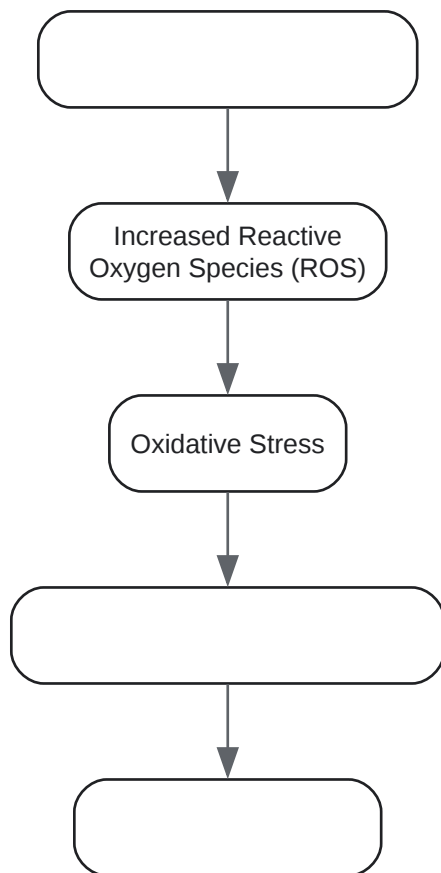 Increased Reactive
Oxygen Species (ROS)
Oxidative Stress